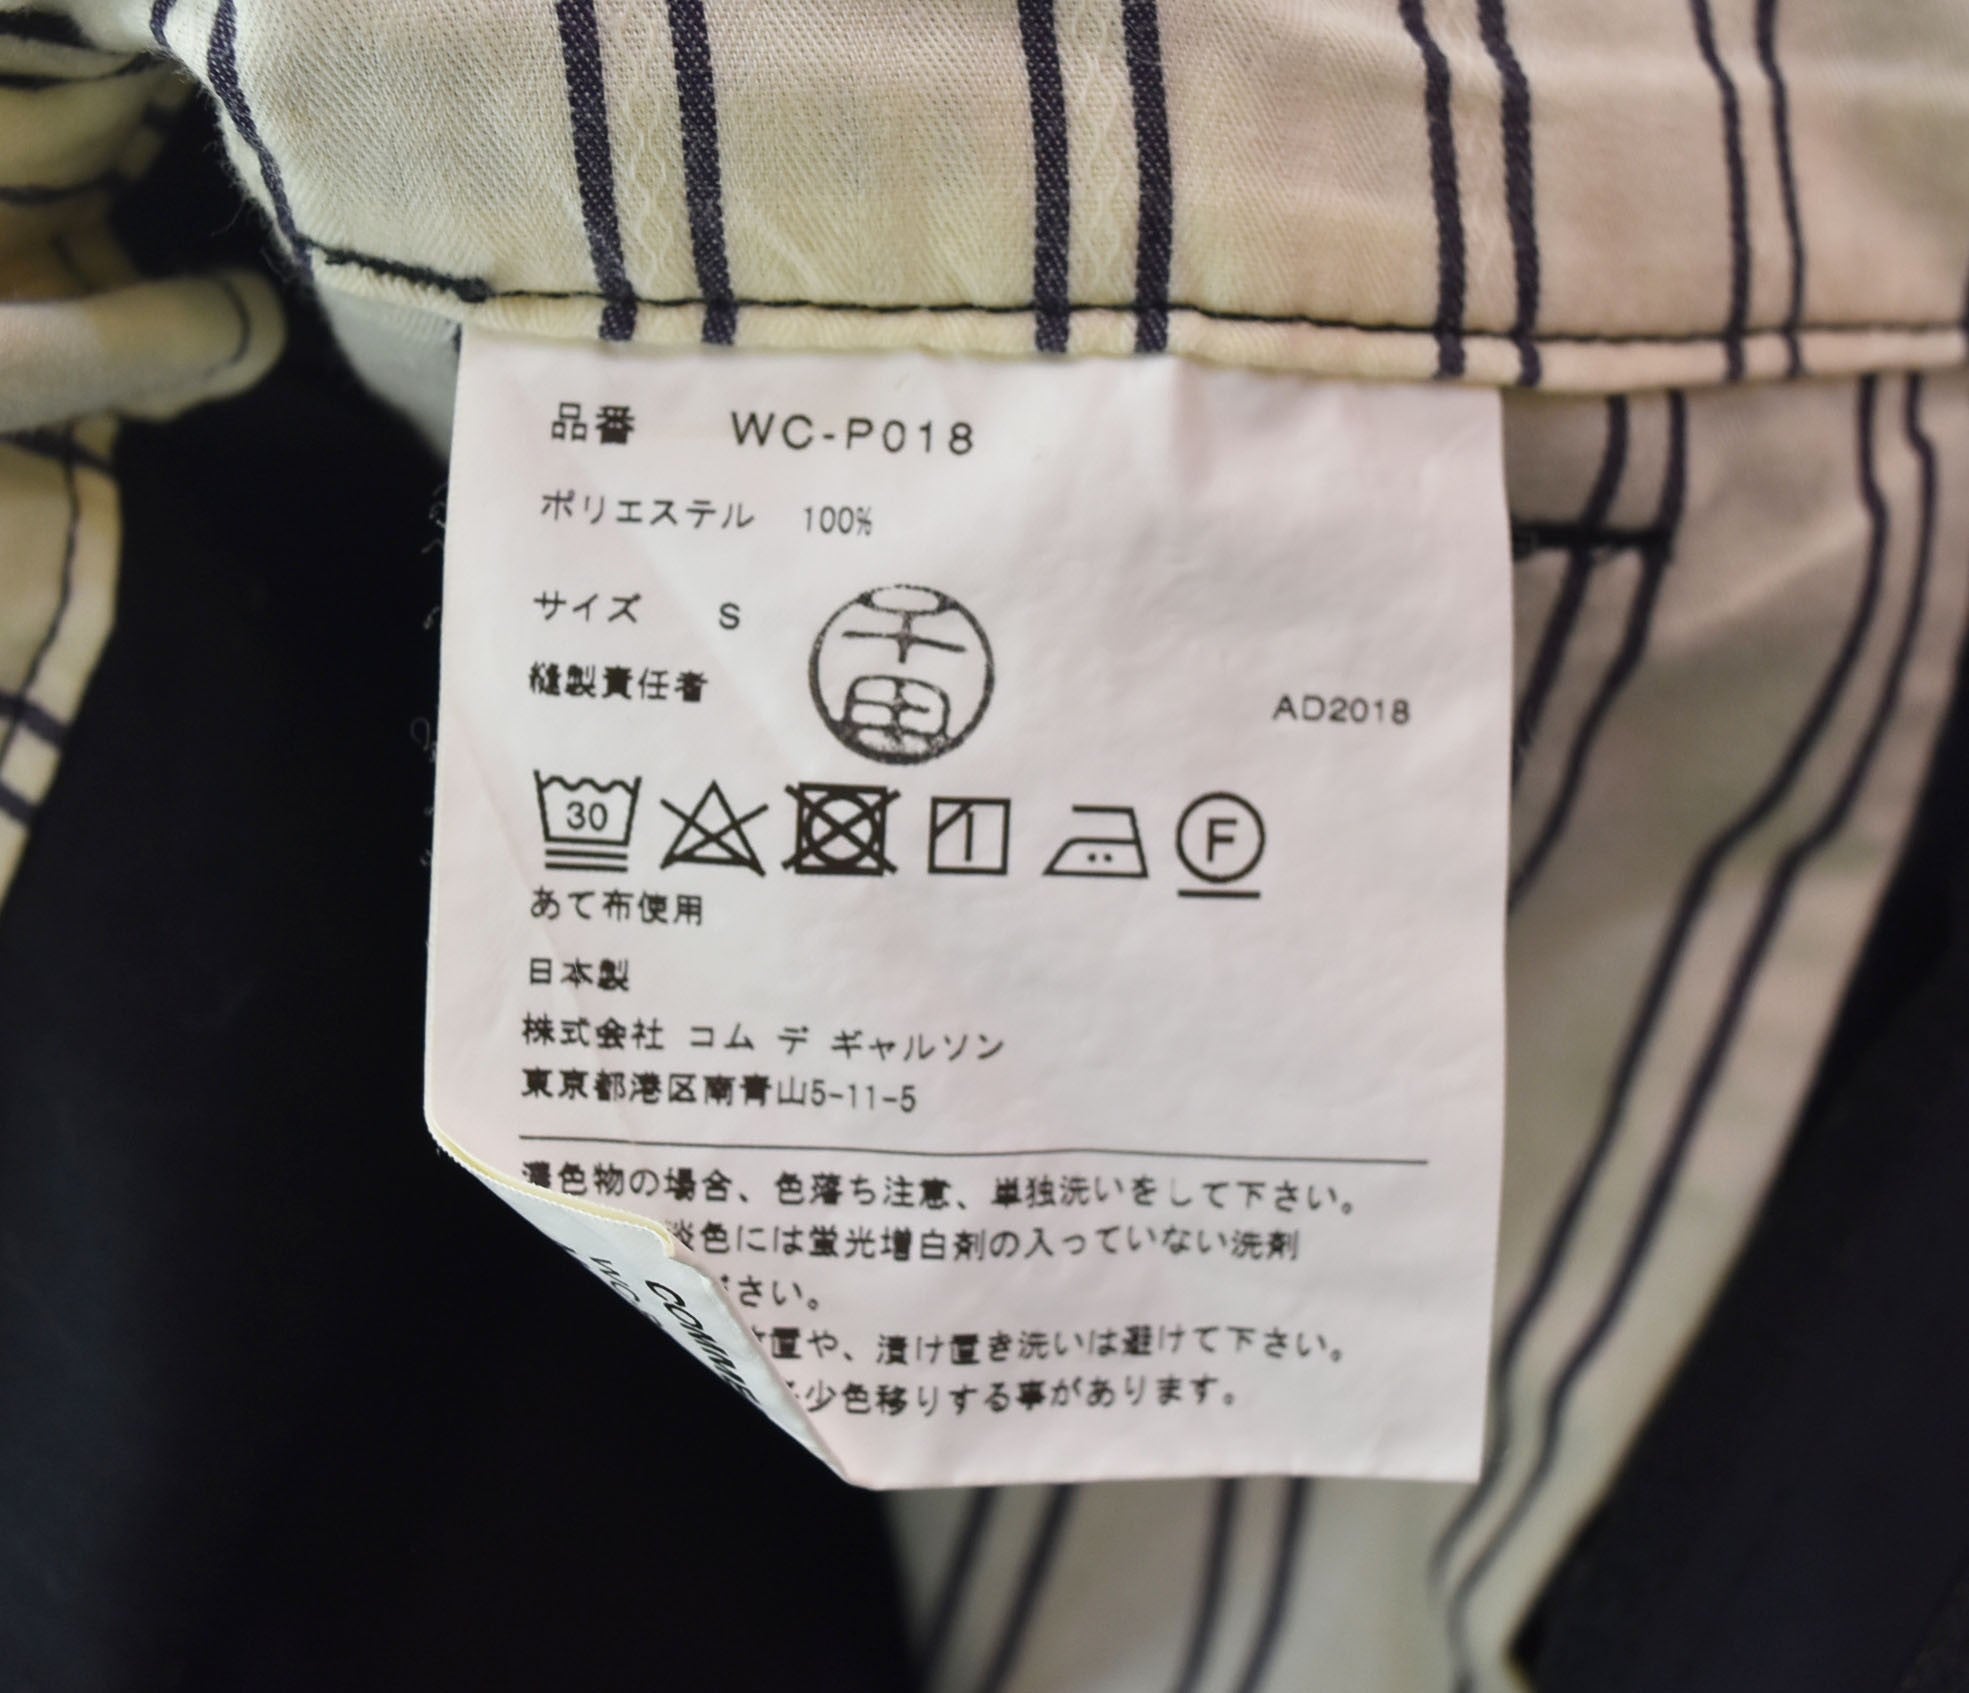 品番 WC-P018
ポリエステル 100%
サイズ S
縫製責任者 千田
AD2018
30 F
あて布使用
日本製
株式会社 コム デ ギャルソン
東京都港区南青山5-11-5
濃色物の場合、色落ち注意、単独洗いをして下さい。
淡色には蛍光増白剤の入っていない洗剤
さい。
置や、漬け置き洗いは避けて下さい。
少色移りする事があります。
COMME
WC